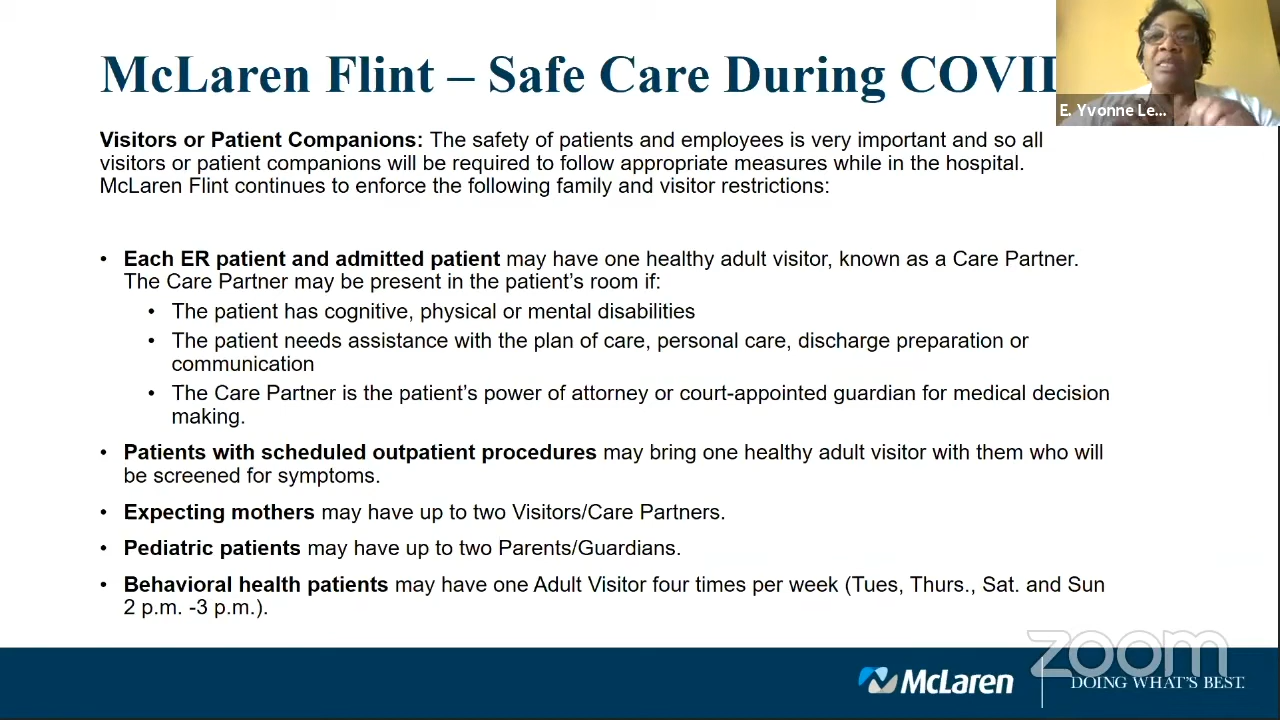 McLaren Flint – Safe Care During COVID
E. Yvonne Le...
Visitors or Patient Companions: The safety of patients and employees is very important and so all
visitors or patient companions will be required to follow appropriate measures while in the hospital.
McLaren Flint continues to enforce the following family and visitor restrictions:
• Each ER patient and admitted patient may have one healthy adult visitor, known as a Care Partner.
The Care Partner may be present in the patient's room if:
• The patient has cognitive, physical or mental disabilities
• The patient needs assistance with the plan of care, personal care, discharge preparation or
communication
• The Care Partner is the patient's power of attorney or court-appointed guardian for medical decision
making.
• Patients with scheduled outpatient procedures may bring one healthy adult visitor with them who will
be screened for symptoms.
• Expecting mothers may have up to two Visitors/Care Partners.
• Pediatric patients may have up to two Parents/Guardians.
• Behavioral health patients may have one Adult Visitor four times per week (Tues, Thurs., Sat. and Sun
2 p.m. -3 p.m.).
zoom
McLaren
DOING WHAT'S BEST.